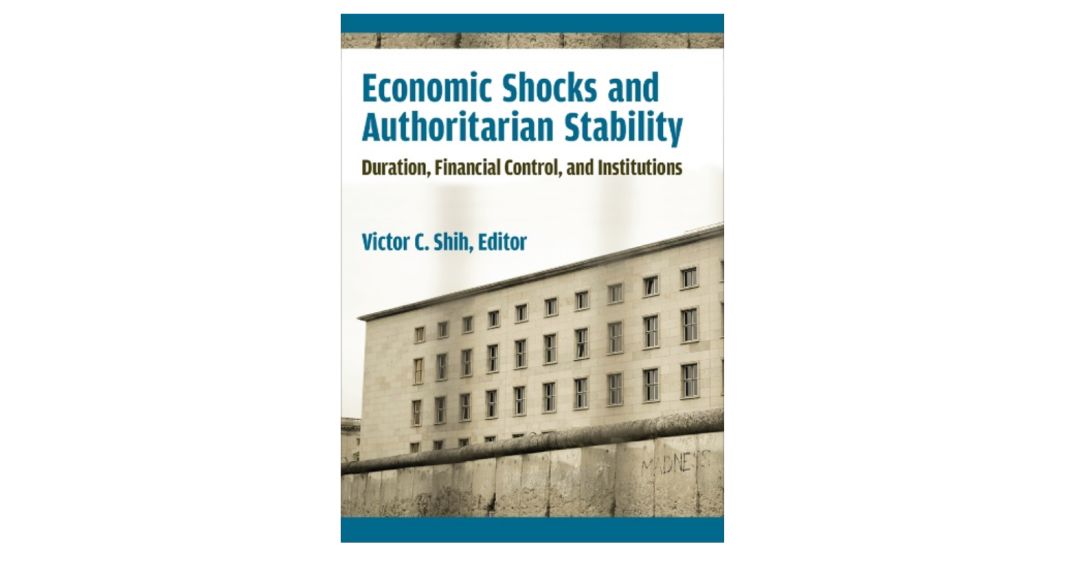 Economic Shocks and
Authoritarian Stability
Duration, Financial Control, and Institutions
Victor C. Shih, Editor
MADNESS